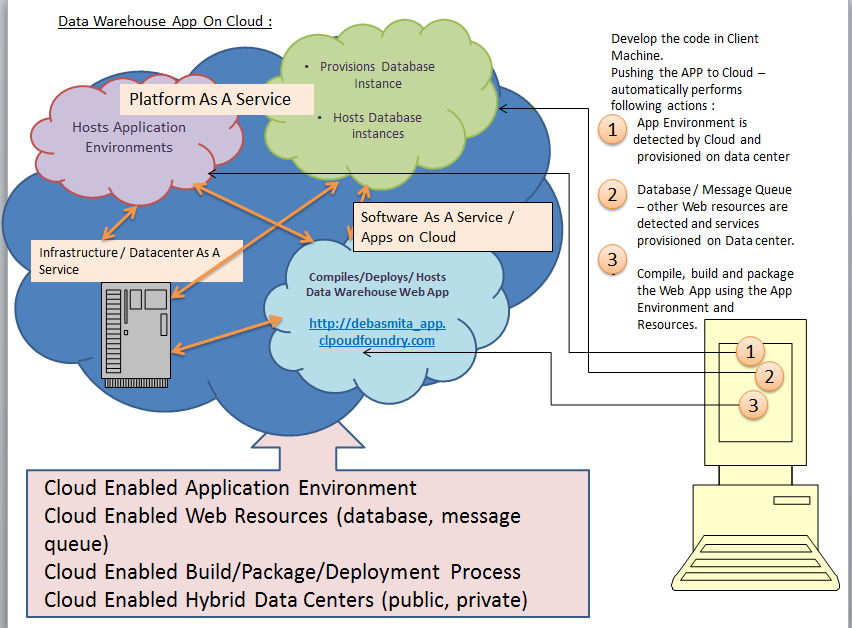 Data Warehouse App On Cloud :
• Provisions Database
Instance
• Hosts Database
instances
Platform As A Service
Hosts Application
Environments
Software As A Service /
Apps on Cloud
Infrastructure / Datacenter As A
Service
Compiles/Deploys/ Hosts
Data Warehouse Web App
http://debasmita_app.
clpoudfoundry.com
Develop the code in Client
Machine.
Pushing the APP to Cloud –
automatically performs
following actions :
1 App Environment is
detected by Cloud and
provisioned on data center
2 Database / Message Queue
– other Web resources are
detected and services
provisioned on Data center.
3
Compile, build and package
the Web App using the App
Environment and
Resources.
1
2
3
Cloud Enabled Application Environment
Cloud Enabled Web Resources (database, message
queue)
Cloud Enabled Build/Package/Deployment Process
Cloud Enabled Hybrid Data Centers (public, private)